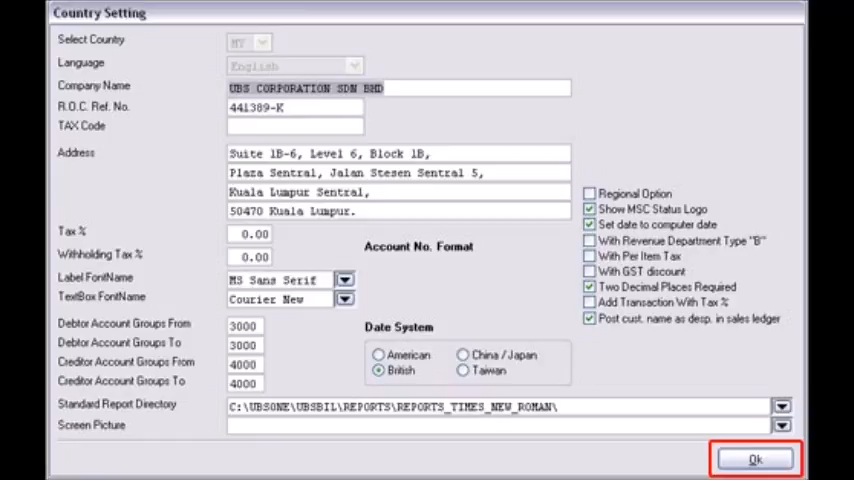 Country Setting
Select Country MY
Language English
Company Name UBS CORPORATION SDN BHD
R.O.C. Ref. No. 441389-K
TAX Code
Address Suite 1B-6, Level 6, Block 1B,
Plaza Sentral, Jalan Stesen Sentral 5,
Kuala Lumpur Sentral,
50470 Kuala Lumpur.
Regional Option
Show MSC Status Logo
Set date to computer date
With Revenue Department Type "B"
With Per Item Tax
With GST discount
Two Decimal Places Required
Add Transaction With Tax %
Post cust. name as desp. in sales ledger
Tax % 0.00
Withholding Tax % 0.00
Account No. Format
Label FontName MS Sans Serif
TextBox FontName Courier New
Debtor Account Groups From 3000
Debtor Account Groups To 3000
Creditor Account Groups From 4000
Creditor Account Groups To 4000
Date System
American China / Japan
British Taiwan
Standard Report Directory C:\UBSONE\UBSBIL\REPORTS\REPORTS_TIMES_NEW_ROMAN\
Screen Picture
Ok